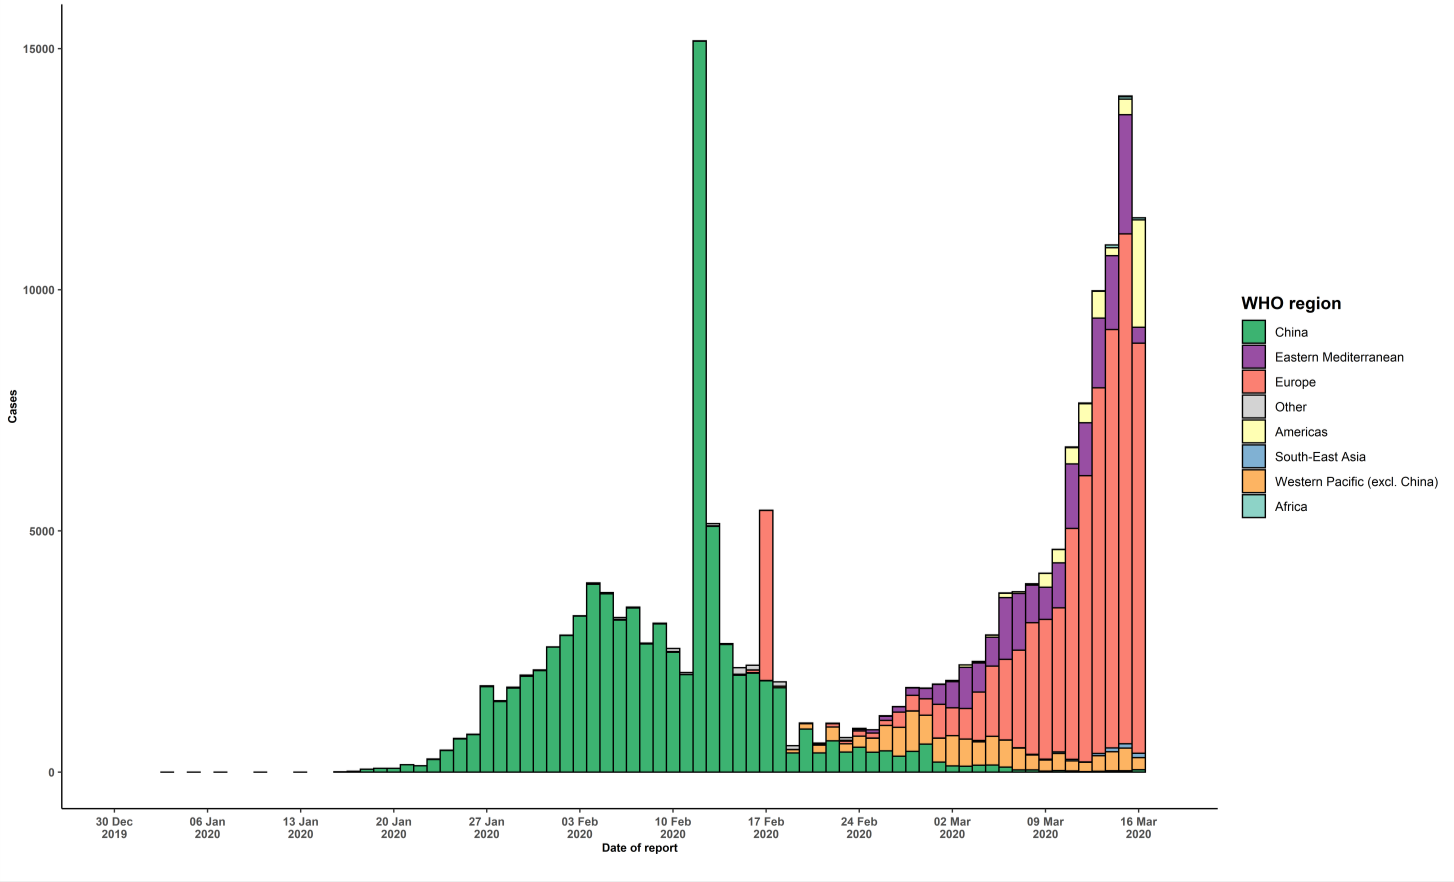 15000
10000
5000
0
Cases
30 Dec
2019
06 Jan
2020
13 Jan
2020
20 Jan
2020
27 Jan
2020
03 Feb
2020
10 Feb
2020
17 Feb
2020
24 Feb
2020
02 Mar
2020
09 Mar
2020
16 Mar
2020
Date of report
WHO region
China
Eastern Mediterranean
Europe
Other
Americas
South-East Asia
Western Pacific (excl. China)
Africa